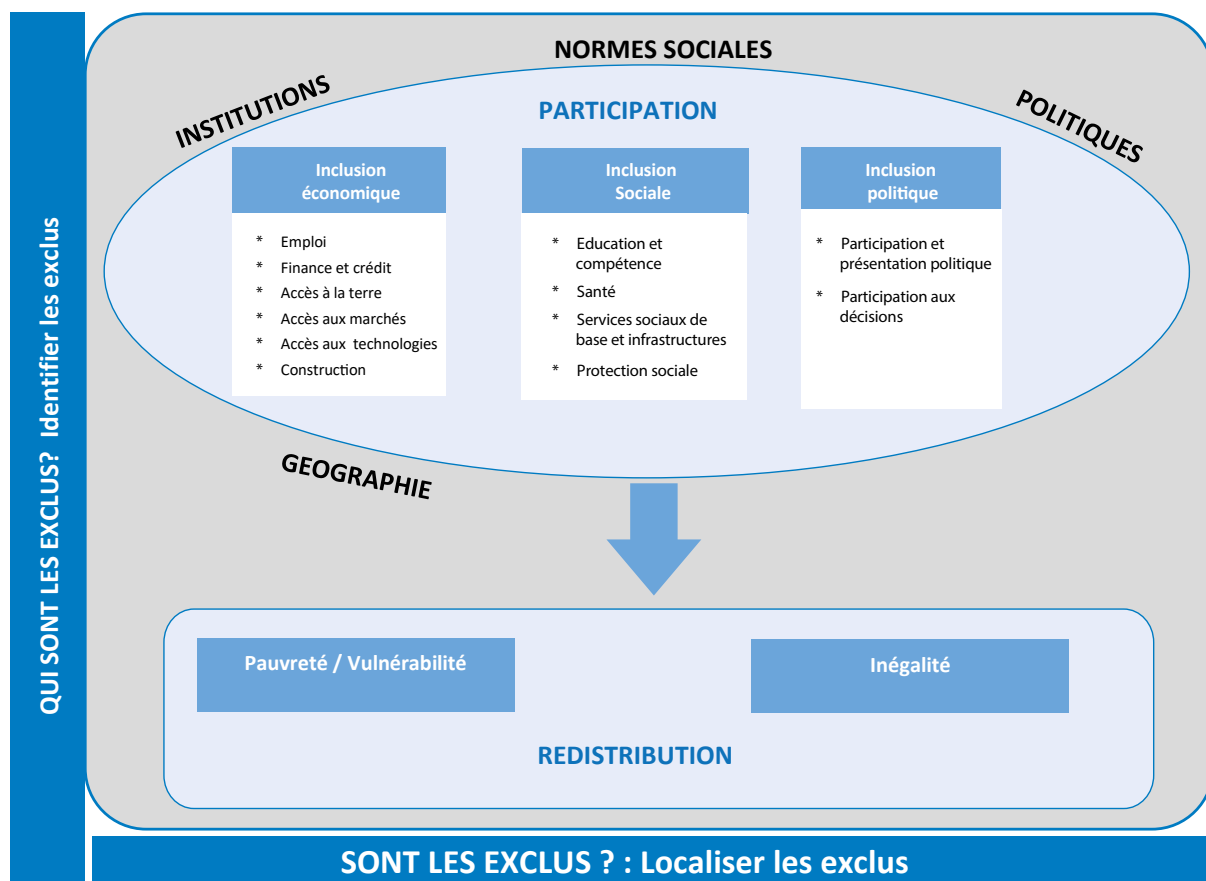 NORMES SOCIALES
INSTITUTIONS
POLITIQUES
PARTICIPATION
Inclusion
économique
* Emploi
* Finance et crédit
* Accès à la terre
* Accès aux marchés
* Accès aux technologies
* Construction
Inclusion
Sociale
* Education et
compétence
* Santé
* Services sociaux de
base et infrastructures
* Protection sociale
Inclusion
politique
* Participation et
présentation politique
* Participation aux
décisions
GEOGRAPHIE
Pauvreté / Vulnérabilité
Inégalité
REDISTRIBUTION
QUI SONT LES EXCLUS? Identifier les exclus
SONT LES EXCLUS ? : Localiser les exclus